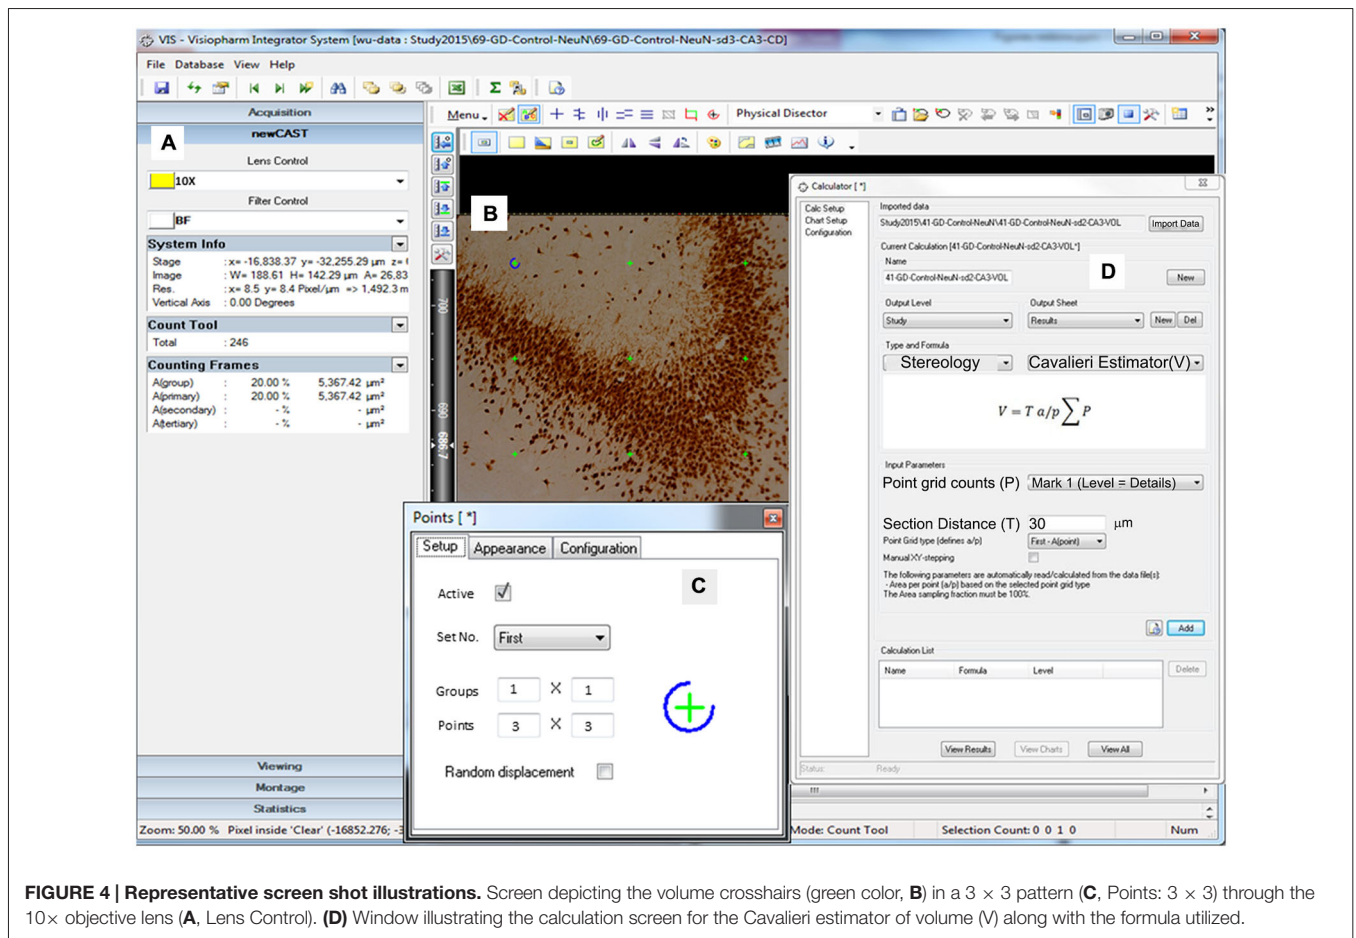 VIS - Visiopharm Integrator System [wu-data : Study2015\69-GD-Control-NeuN\69-GD-Control-NeuN-sd3-CA3-CD]
File Database View Help
Acquisition
newCAST
A
Lens Control
10X
Filter Control
BF
System Info
Stage : x= -16,838.37 y= -32,255.29 µm z=
Image : W= 188.61 H= 142.29 µm A= 26,83
Res. : x= 8.5 y= 8.4 Pixel/µm => 1,492.3 m
Vertical Axis : 0.00 Degrees
Count Tool
Total : 246
Counting Frames
A(group) : 20.00 % 5,367.42 µm²
A(primary) : 20.00 % 5,367.42 µm²
A(secondary) : - % - µm²
A(tertiary) : - % - µm²
Viewing
Montage
Statistics
Zoom: 50.00 % Pixel inside 'Clear' (-16852.276; -3
Menu
Physical Disector
B
700
690
686.7
Points [ *]
Setup Appearance Configuration
C
Active
Set No. First
Groups 1 X 1
Points 3 X 3
Random displacement
Calculator [ *]
Calc Setup
Chart Setup
Configuration
Imported data
Study2015\41-GD-Control-NeuN\41-GD-Control-NeuN-sd2-CA3-VOL Import Data
Current Calculation [41-GD-Control-NeuN-sd2-CA3-VOL*]
Name
D
41-GD-Control-NeuN-sd2-CA3-VOL New
Output Level Output Sheet
Study Results New Del
Type and Formula
Stereology Cavalieri Estimator(V)
V = T a/p ∑ P
Input Parameters
Point grid counts (P) Mark 1 (Level = Details)
Section Distance (T) 30 µm
Point Grid type (defines a/p) First - A(point)
Manual XY-stepping
The following parameters are automatically read/calculated from the data file(s):
- Area per point (a/p) based on the selected point grid type
The Area sampling fraction must be 100%.
Add
Calculation List
Name Formula Level Delete
View Results View Charts View All
Status: Ready
Mode: Count Tool Selection Count: 0 0 1 0 Num
FIGURE 4 | Representative screen shot illustrations. Screen depicting the volume crosshairs (green color, B) in a 3 × 3 pattern (C, Points: 3 × 3) through the
10× objective lens (A, Lens Control). (D) Window illustrating the calculation screen for the Cavalieri estimator of volume (V) along with the formula utilized.